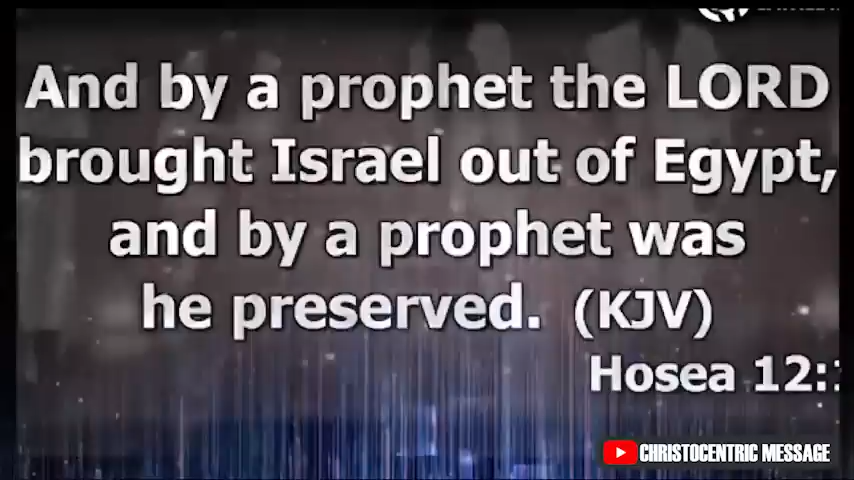 And by a prophet the LORD
brought Israel out of Egypt,
and by a prophet was
he preserved. (KJV)
Hosea 12:
CHRISTOCENTRIC MESSAGE